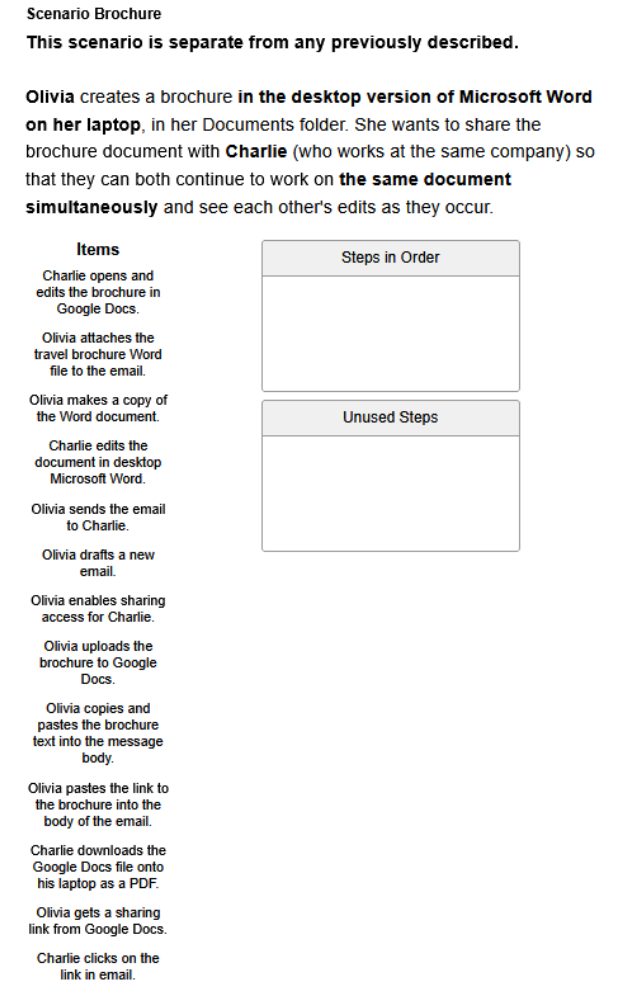 Scenario Brochure
This scenario is separate from any previously described.
Olivia creates a brochure in the desktop version of Microsoft Word
on her laptop, in her Documents folder. She wants to share the
brochure document with Charlie (who works at the same company) so
that they can both continue to work on the same document
simultaneously and see each other's edits as they occur.
Items
Charlie opens and
edits the brochure in
Google Docs.
Olivia attaches the
travel brochure Word
file to the email.
Olivia makes a copy of
the Word document.
Charlie edits the
document in desktop
Microsoft Word.
Olivia sends the email
to Charlie.
Olivia drafts a new
email.
Olivia enables sharing
access for Charlie.
Olivia uploads the
brochure to Google
Docs.
Olivia copies and
pastes the brochure
text into the message
body.
Olivia pastes the link to
the brochure into the
body of the email.
Charlie downloads the
Google Docs file onto
his laptop as a PDF.
Olivia gets a sharing
link from Google Docs.
Charlie clicks on the
link in email.
Steps in Order
Unused Steps